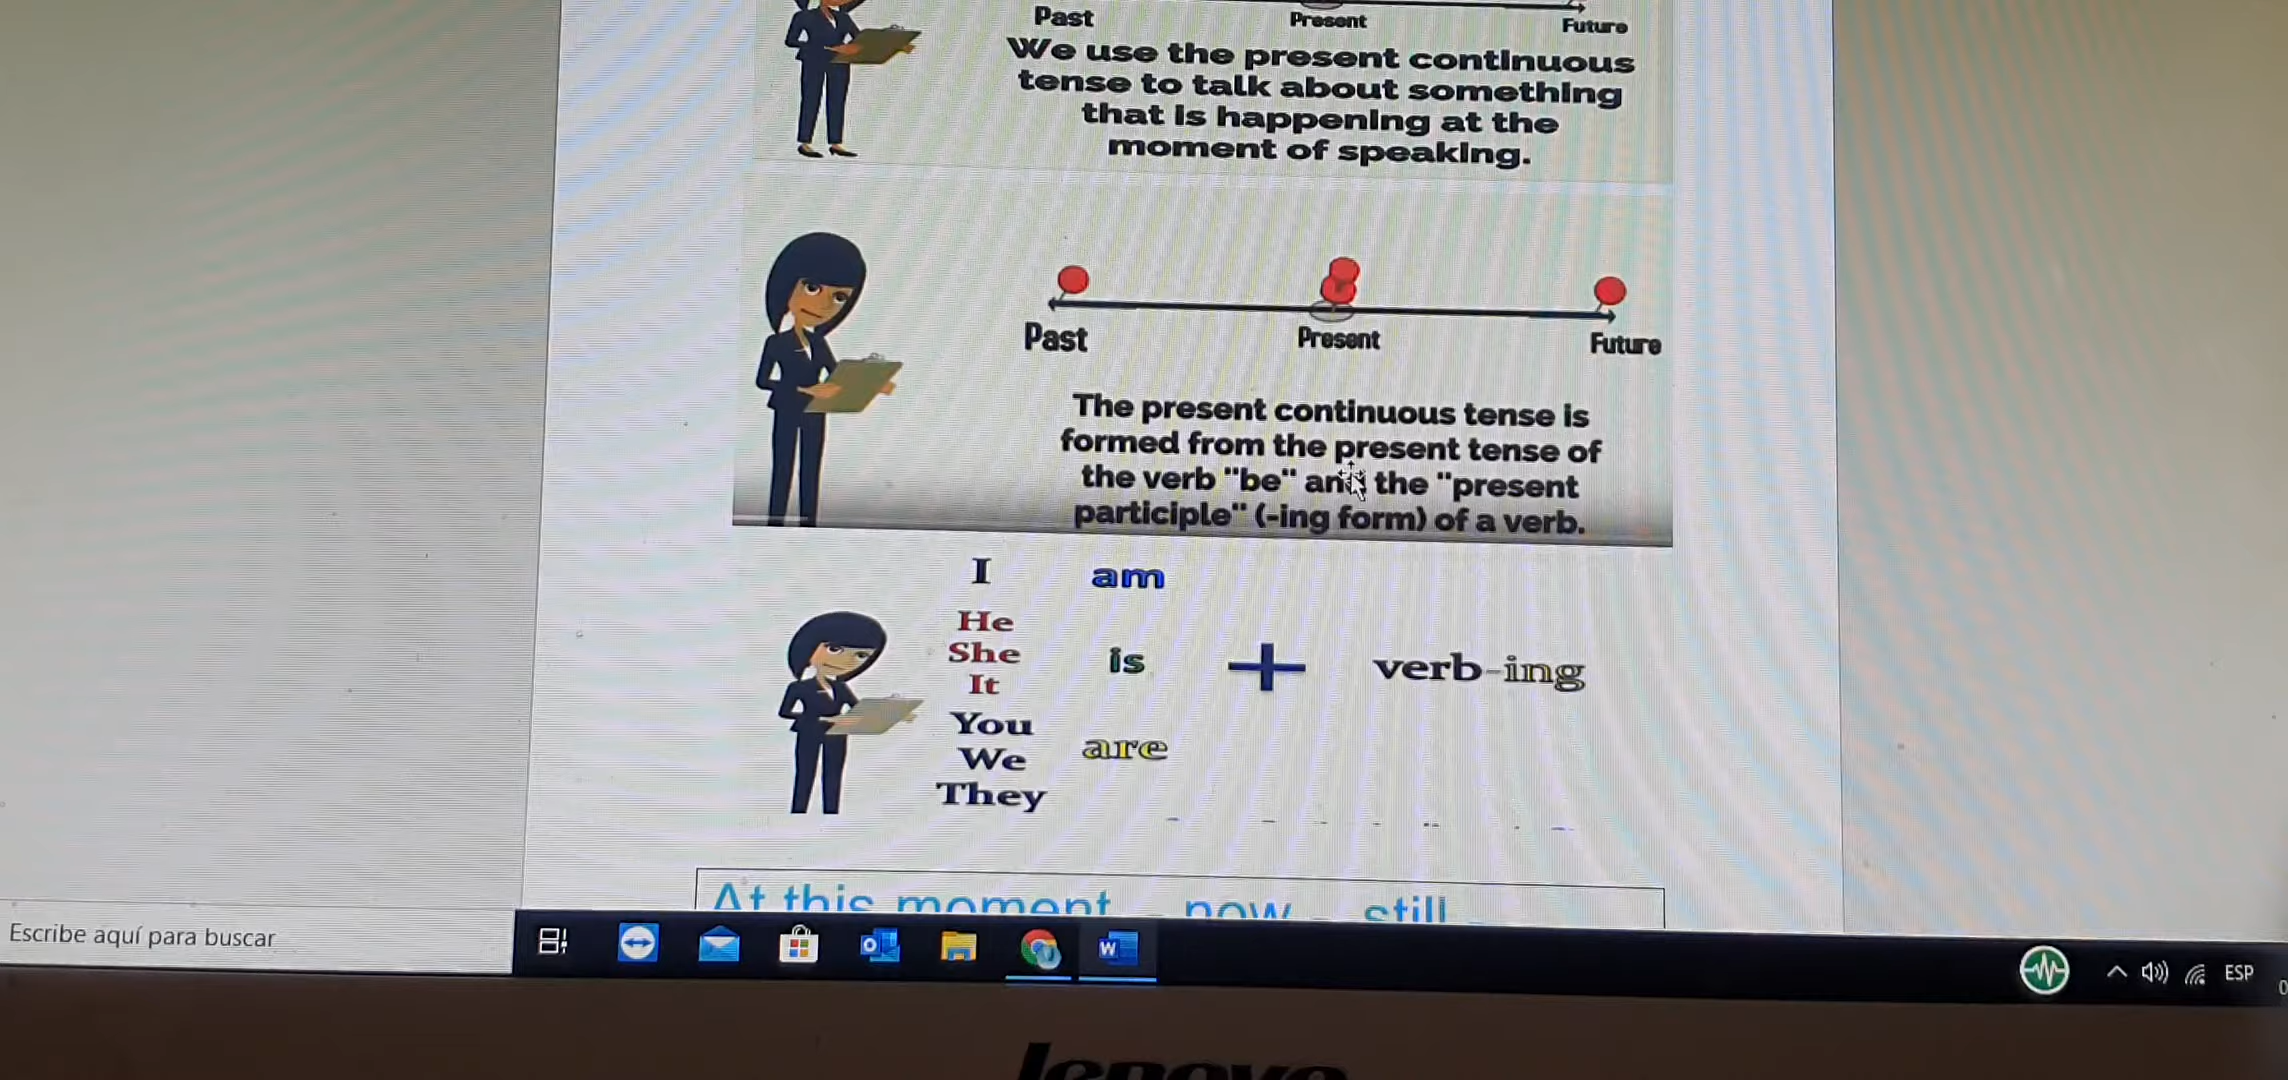 Past Present Future
We use the present continuous
tense to talk about something
that is happening at the
moment of speaking.
Past Present Future
The present continuous tense is
formed from the present tense of
the verb "be" and the "present
participle" (-ing form) of a verb.
I am
He
She
It
is
+ verb-ing
You
We
They
are
At this moment - now - still
Escribe aquí para buscar
ESP
lenovo